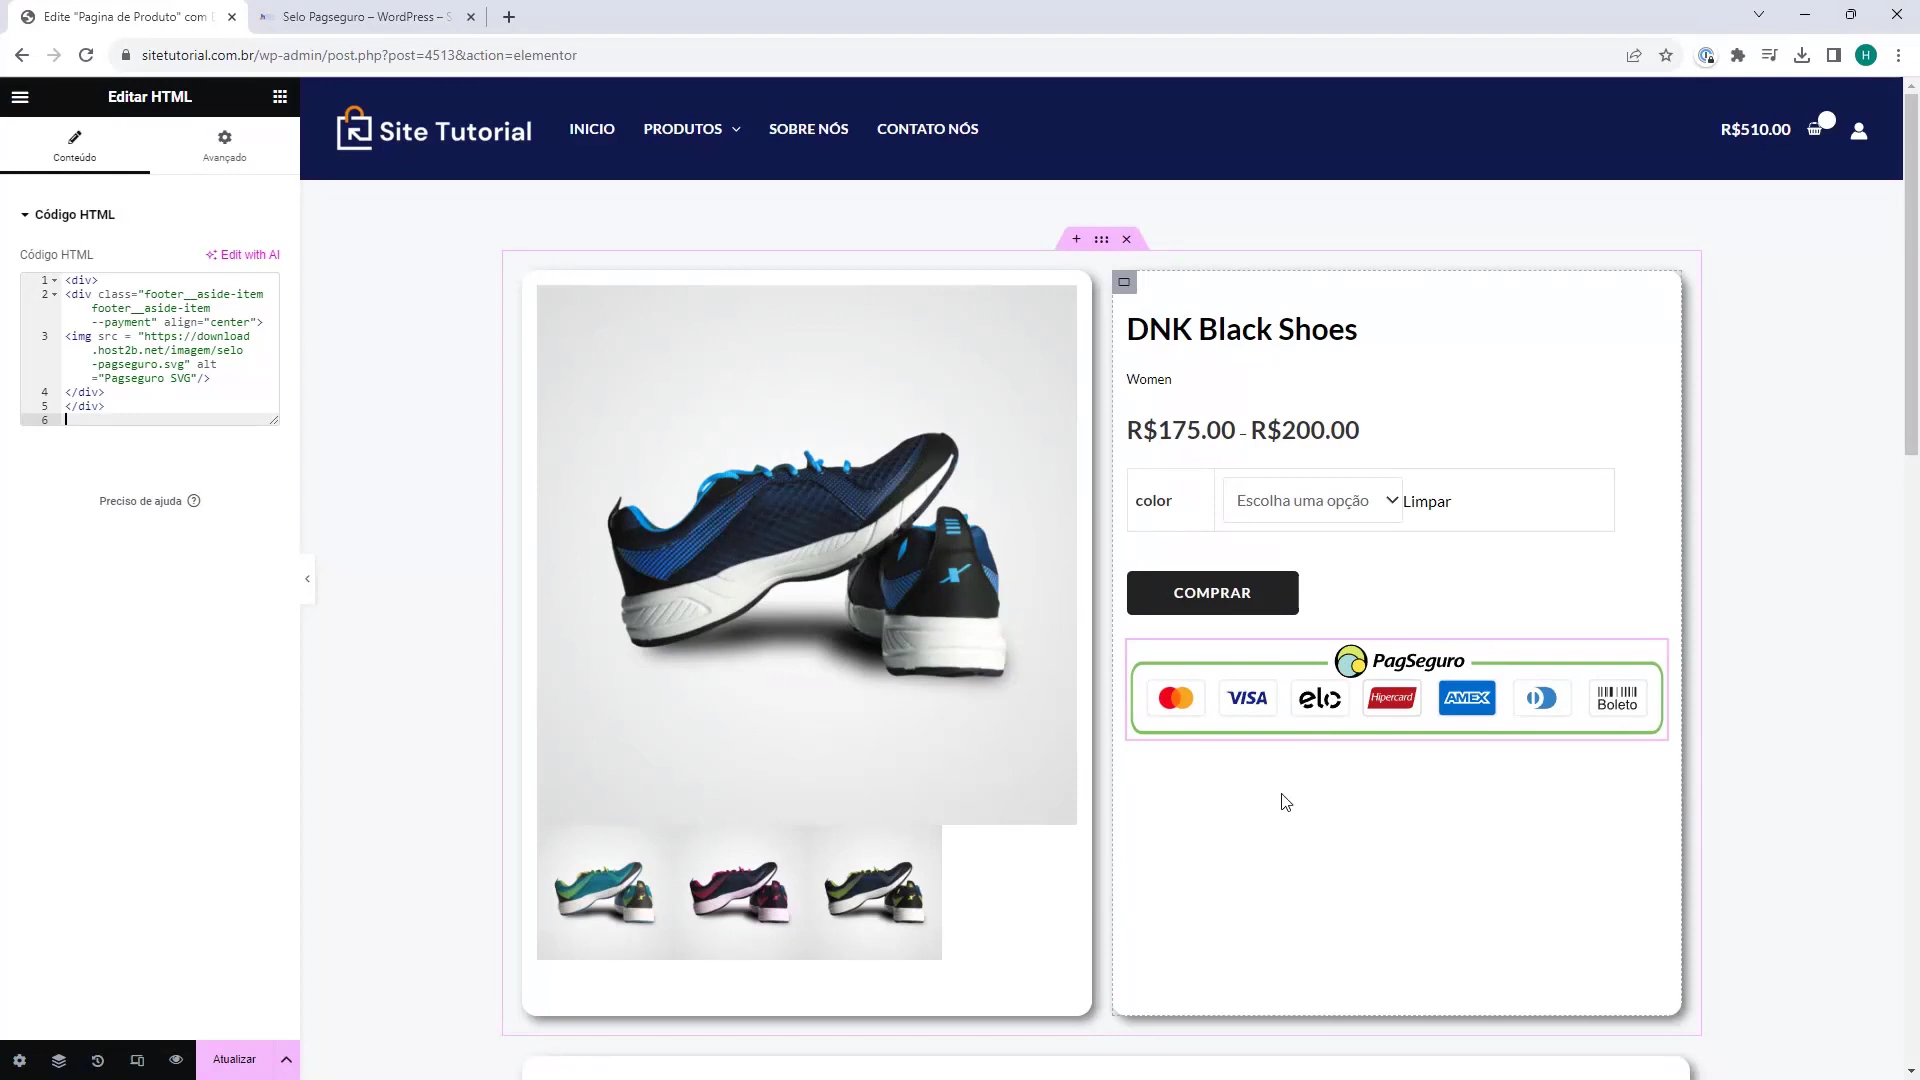 Edite "Pagina de Produto" com
Selo Pagseguro – WordPress –
sitetutorial.com.br/wp-admin/post.php?post=4513&action=elementor
H
Editar HTML
Conteúdo
Avançado
Código HTML
Código HTML
Edit with AI
1 <div>
2 <div class="footer__aside-item
footer__aside-item
--payment" align="center">
3 <img src = "https://download
.host2b.net/imagem/selo
-pagseguro.svg" alt
="Pagseguro SVG"/>
4 </div>
5 </div>
6
Preciso de ajuda
Atualizar
Site Tutorial
INICIO
PRODUTOS
SOBRE NÓS
CONTATO NÓS
R$510.00
DNK Black Shoes
Women
R$175.00 – R$200.00
color
Escolha uma opção
Limpar
COMPRAR
PagSeguro
VISA
elo
Hipercard
AMEX
Boleto